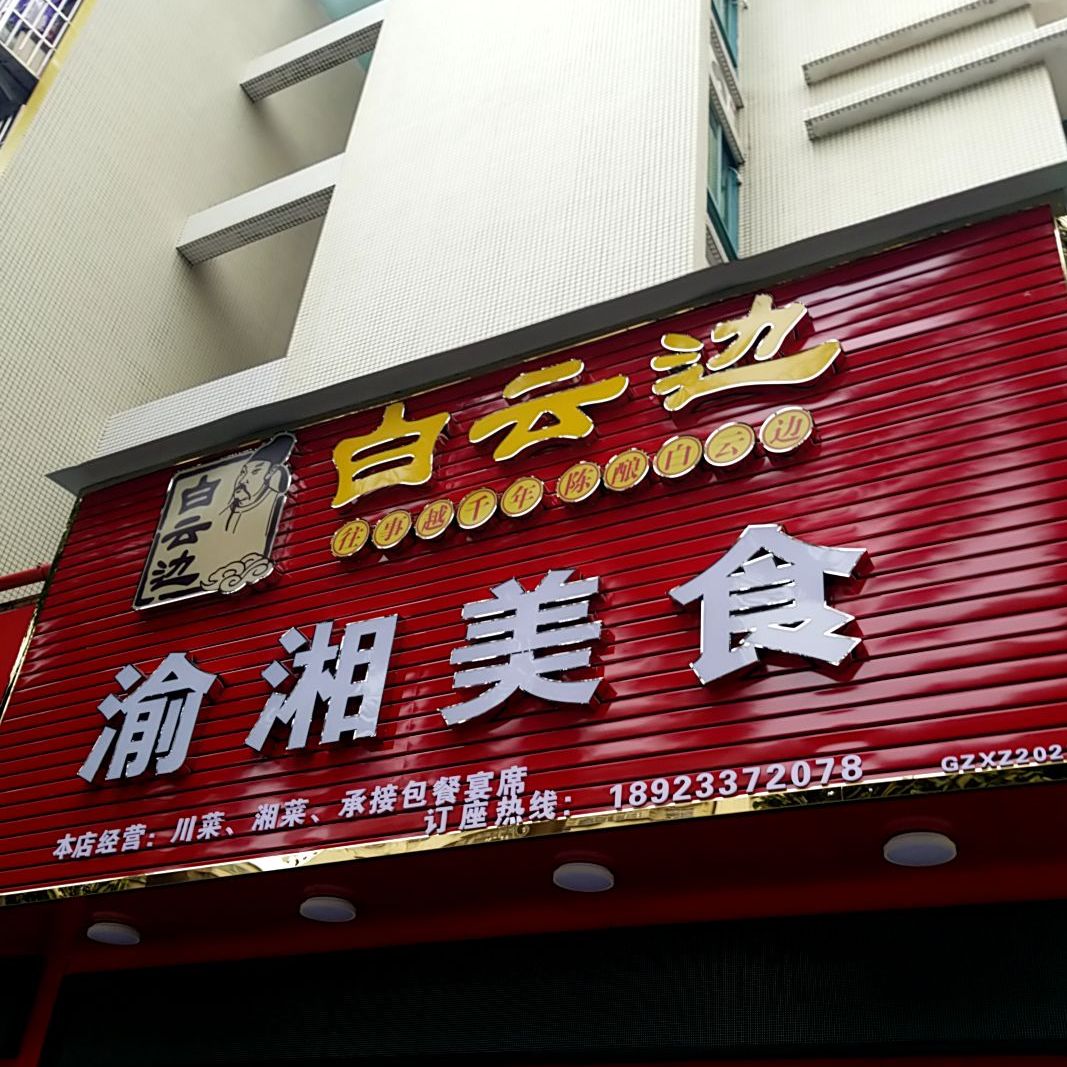 白云边
白云边
往事越千年 陈酿白云边
渝湘美食
本店经营：川菜、湘菜、承接包餐宴席
订座热线：18923372078
GZXZ202